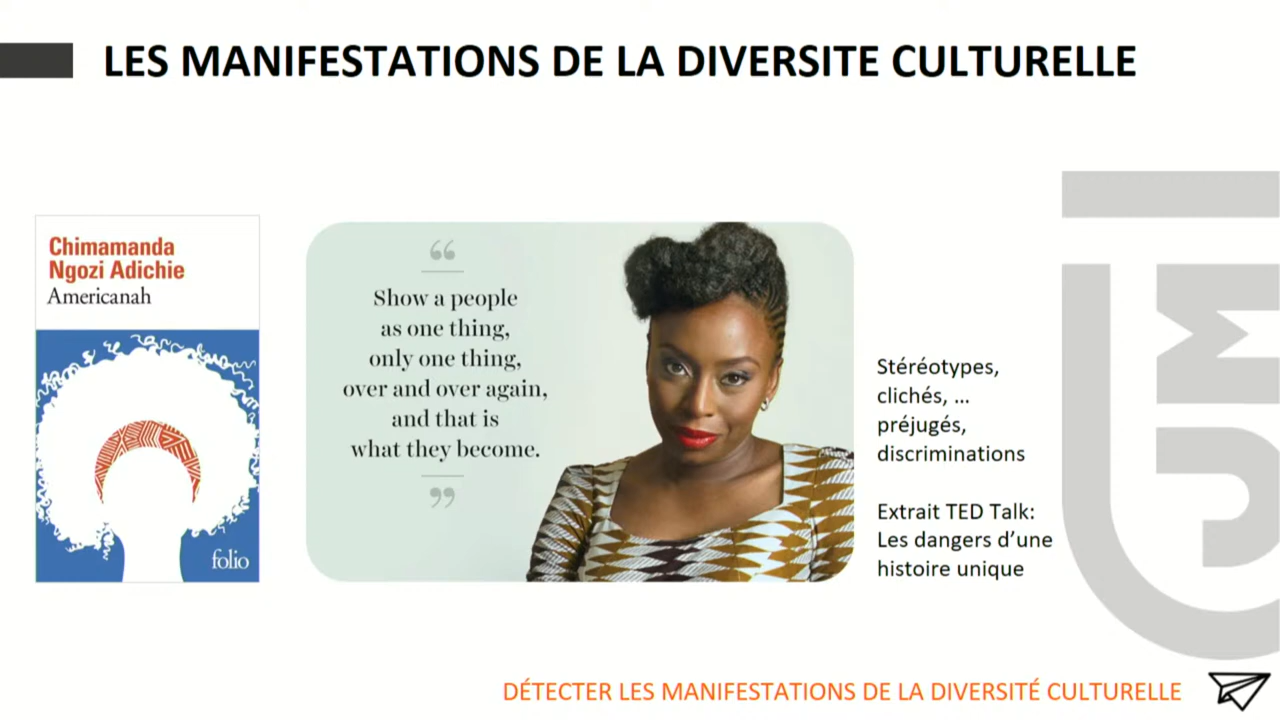 LES MANIFESTATIONS DE LA DIVERSITE CULTURELLE
Chimamanda
Ngozi Adichie
Americanah
folio
“
Show a people
as one thing,
only one thing,
over and over again,
and that is
what they become.
”
Stéréotypes,
clichés, ...
préjugés,
discriminations
Extrait TED Talk:
Les dangers d’une
histoire unique
UM
DÉTECTER LES MANIFESTATIONS DE LA DIVERSITÉ CULTURELLE